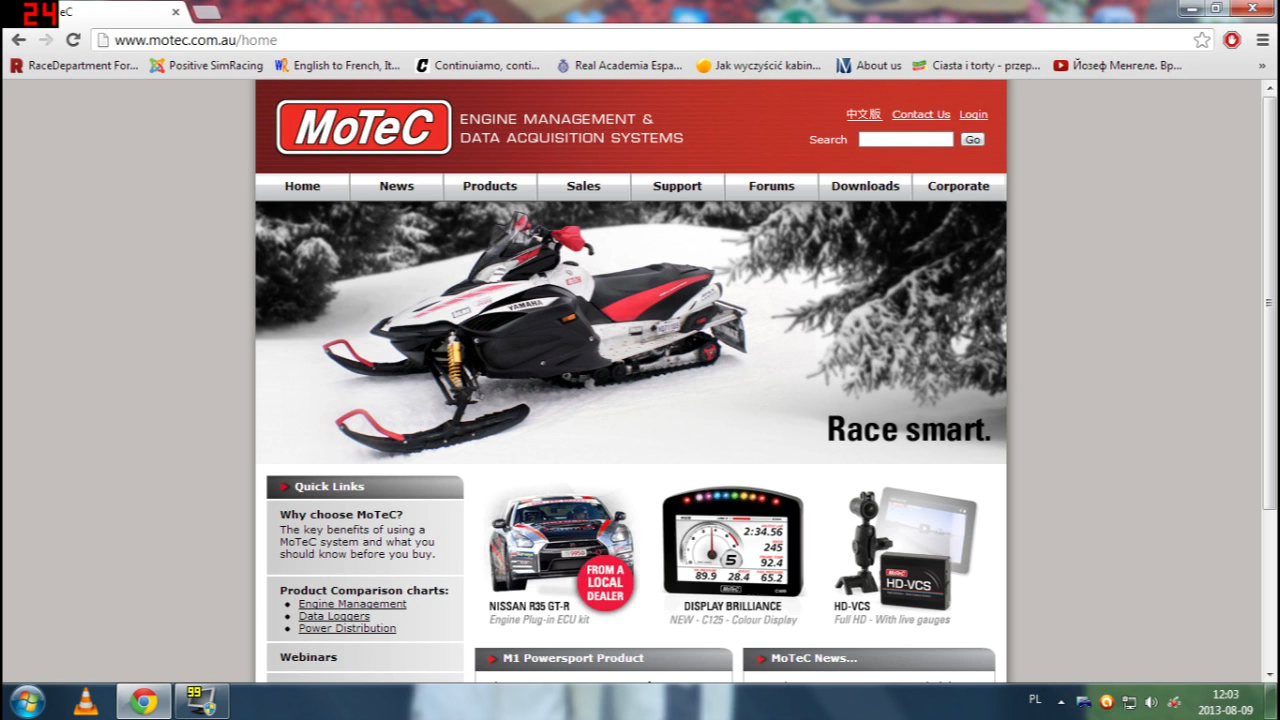 24
eC
www.motec.com.au/home
RaceDepartment For...
Positive SimRacing
English to French, It...
Continuiamo, conti...
Real Academia Espa...
Jak wyczyścić kabin...
About us
Ciasta i torty - przep...
Йозеф Менгеле. Вр...
»
MoTeC
ENGINE MANAGEMENT &
DATA ACQUISITION SYSTEMS
中文版 Contact Us Login
Search Go
Home News Products Sales Support Forums Downloads Corporate
YAMAHA
Race smart.
Quick Links
Why choose MoTeC?
The key benefits of using a
MoTeC system and what you
should know before you buy.
Product Comparison charts:
Engine Management
Data Loggers
Power Distribution
Webinars
FROM A
LOCAL
DEALER
NISSAN R35 GT-R
Engine Plug-in ECU kit
2:34.56
245
92.4
5
89.9 28.4 65.2
MoTeC
DISPLAY BRILLIANCE
NEW - C125 - Colour Display
MoTeC
HD-VCS
HD-VCS
Full HD - With live gauges
M1 Powersport Product
MoTeC News...
99
PL
12:03
2013-08-09